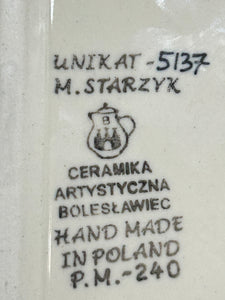 UNIKAT-5137
M. STARZYK
B
CERAMIKA
ARTYSTYCZNA
BOLESŁAWIEC
HAND MADE
IN POLAND
P.M.-240